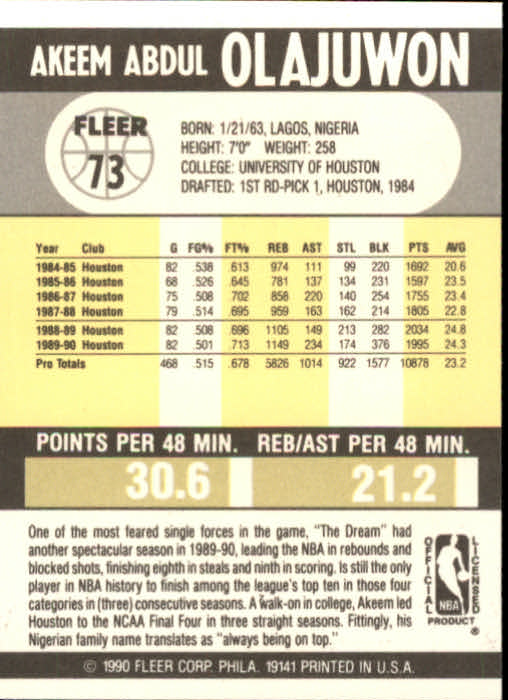 AKEEM ABDUL OLAJUWON
FLEER
73
BORN: 1/21/63, LAGOS, NIGERIA
HEIGHT: 7'0" WEIGHT: 258
COLLEGE: UNIVERSITY OF HOUSTON
DRAFTED: 1ST RD-PICK 1, HOUSTON, 1984
Year Club G FG% FT% REB AST STL BLK PTS AVG
1984-85 Houston 82 .538 .613 974 111 99 220 1692 20.6
1985-86 Houston 68 .526 .645 781 137 134 231 1597 23.5
1986-87 Houston 75 .508 .702 858 220 140 254 1755 23.4
1987-88 Houston 79 .514 .695 959 163 162 214 1805 22.8
1988-89 Houston 82 .508 .696 1105 149 213 282 2034 24.8
1989-90 Houston 82 .501 .713 1149 234 174 376 1995 24.3
Pro Totals 468 .515 .678 5826 1014 922 1577 10878 23.2
POINTS PER 48 MIN. REB/AST PER 48 MIN.
30.6 21.2
One of the most feared single forces in the game, "The Dream" had
another spectacular season in 1989-90, leading the NBA in rebounds and
blocked shots, finishing eighth in steals and ninth in scoring. Is still the only
player in NBA history to finish among the league's top ten in those four
categories in (three) consecutive seasons. A walk-on in college, Akeem led
Houston to the NCAA Final Four in three straight seasons. Fittingly, his
Nigerian family name translates as "always being on top."
OFFICIAL
LICENSED
NBA
PRODUCT
®
© 1990 FLEER CORP. PHILA. 19141 PRINTED IN U.S.A.